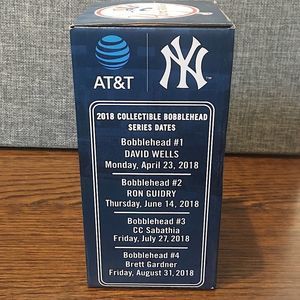 AT&T
NY
2018 COLLECTIBLE BOBBLEHEAD
SERIES DATES
Bobblehead #1
DAVID WELLS
Monday, April 23, 2018
Bobblehead #2
RON GUIDRY
Thursday, June 14, 2018
Bobblehead #3
CC Sabathia
Friday, July 27, 2018
Bobblehead #4
Brett Gardner
Friday, August 31, 2018